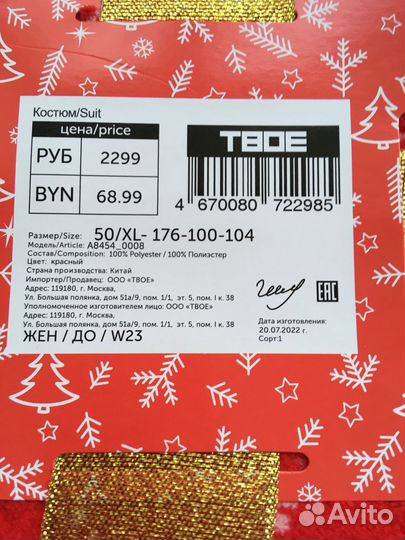 Костюм/Suit
цена/price
РУБ 2299
BYN 68.99
ТВОЕ
4 670080 722985
Размер/Size: 50/XL- 176-100-104
Модель/Article: A8454_0008
Состав/Composition: 100% Polyester / 100% Полиэстер
Цвет: красный
Страна производства: Китай
Импортер/Продавец: ООО «ТВОЕ»
Адрес: 119180, г. Москва,
Ул. Большая полянка, дом 51а/9, пом. 1/1, эт. 5, пом. I к. 38
Уполномоченное изготовителем лицо: ООО «ТВОЕ»
Адрес: 119180, г. Москва,
Ул. Большая полянка, дом 51а/9, пом. 1/1, эт. 5, пом. I к. 38
ЖЕН / ДО / W23
EAC
Дата изготовления:
20.07.2022 г.
Сорт:1
Avito